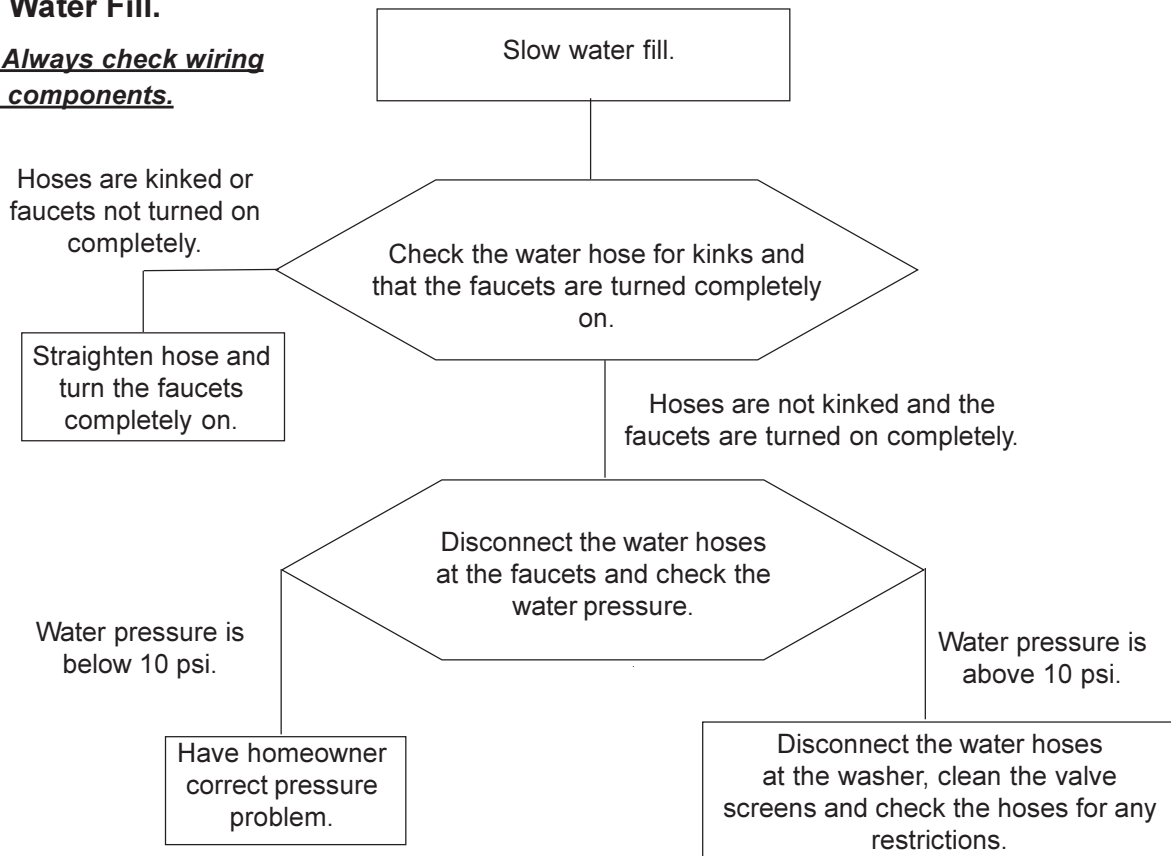 Water Fill.
Always check wiring
components.
Slow water fill.
Hoses are kinked or
faucets not turned on
completely.
Check the water hose for kinks and
that the faucets are turned completely
on.
Straighten hose and
turn the faucets
completely on.
Hoses are not kinked and the
faucets are turned on completely.
Disconnect the water hoses
at the faucets and check the
water pressure.
Water pressure is
below 10 psi.
Water pressure is
above 10 psi.
Have homeowner
correct pressure
problem.
Disconnect the water hoses
at the washer, clean the valve
screens and check the hoses for any
restrictions.